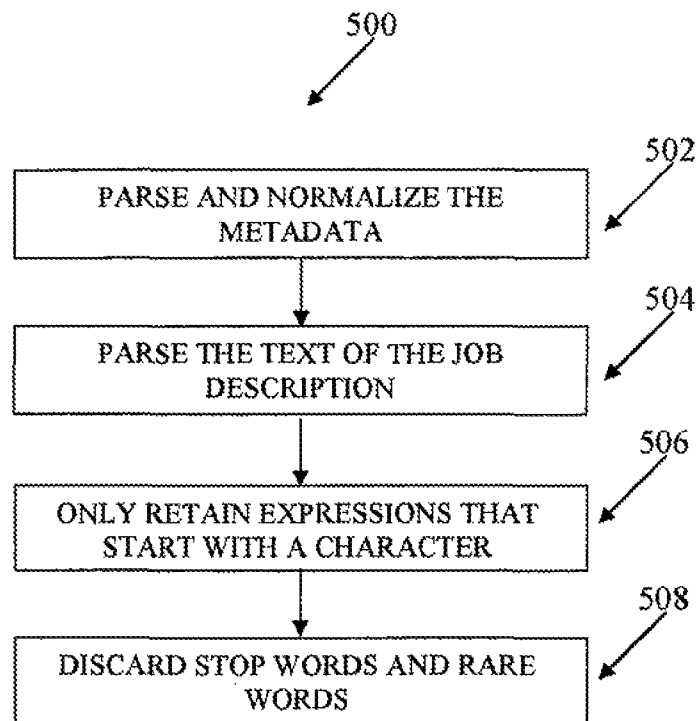 500
502
PARSE AND NORMALIZE THE
METADATA
504
PARSE THE TEXT OF THE JOB
DESCRIPTION
506
ONLY RETAIN EXPRESSIONS THAT
START WITH A CHARACTER
508
DISCARD STOP WORDS AND RARE
WORDS